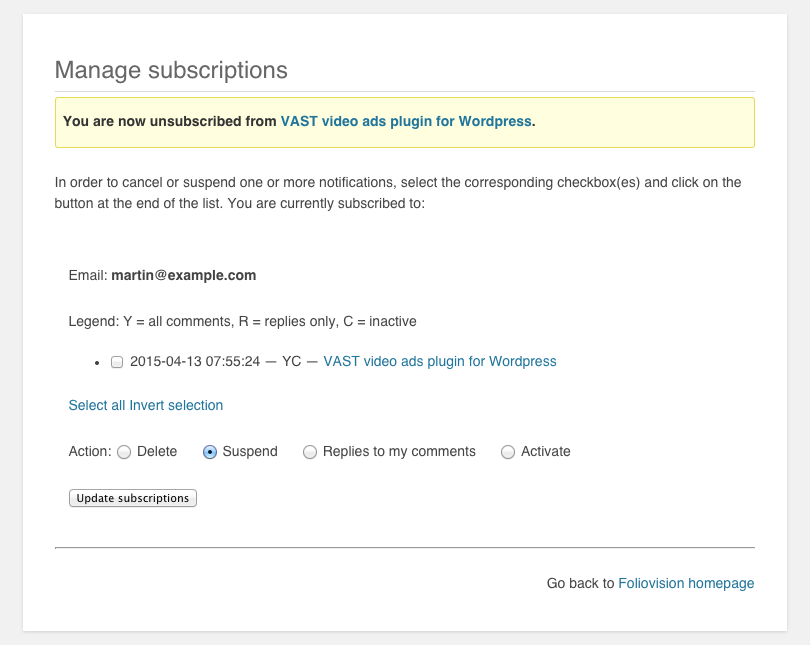 Manage subscriptions
You are now unsubscribed from VAST video ads plugin for Wordpress.
In order to cancel or suspend one or more notifications, select the corresponding checkbox(es) and click on the
button at the end of the list. You are currently subscribed to:
Email: martin@example.com
Legend: Y = all comments, R = replies only, C = inactive
2015-04-13 07:55:24 — YC — VAST video ads plugin for Wordpress
Select all Invert selection
Action: Delete Suspend Replies to my comments Activate
Update subscriptions
Go back to Foliovision homepage